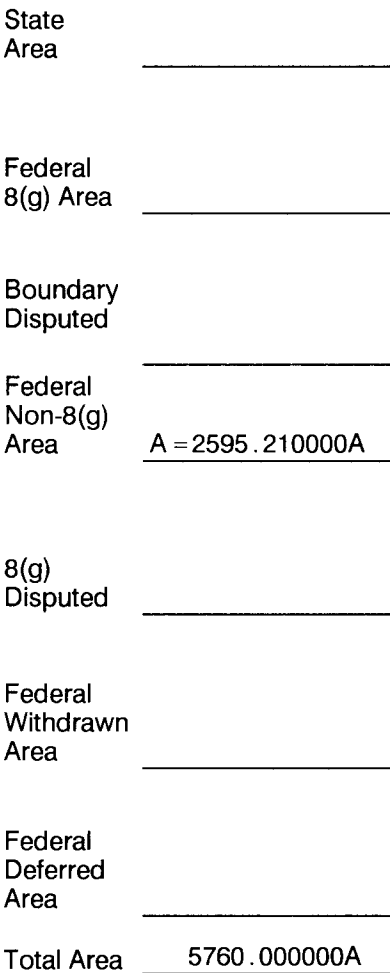 State
Area
Federal
8(g) Area
Boundary
Disputed
Federal
Non-8(g)
Area A = 2595.210000A
8(g)
Disputed
Federal
Withdrawn
Area
Federal
Deferred
Area
Total Area 5760.000000A